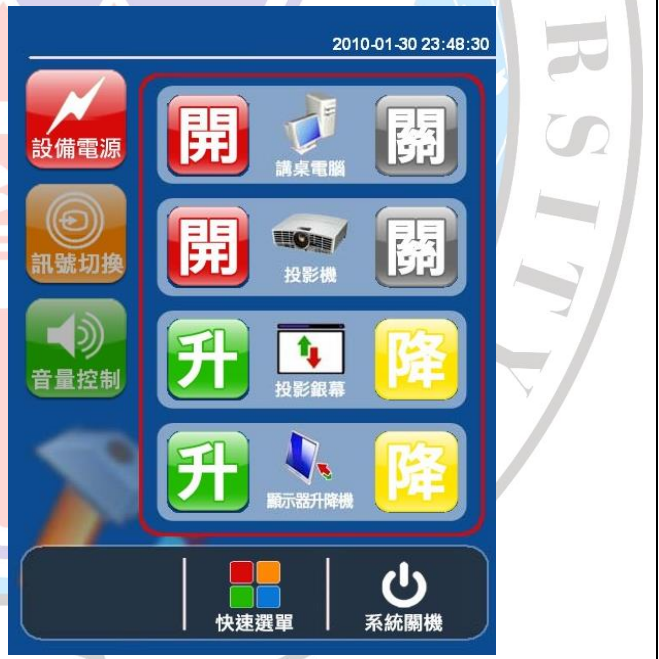 2010-01-30 23:48:30
設備電源
開
講桌電腦
關
訊號切換
開
投影機
關
音量控制
升
投影銀幕
降
升
顯示器升降機
降
快速選單
系統關機
RSITY